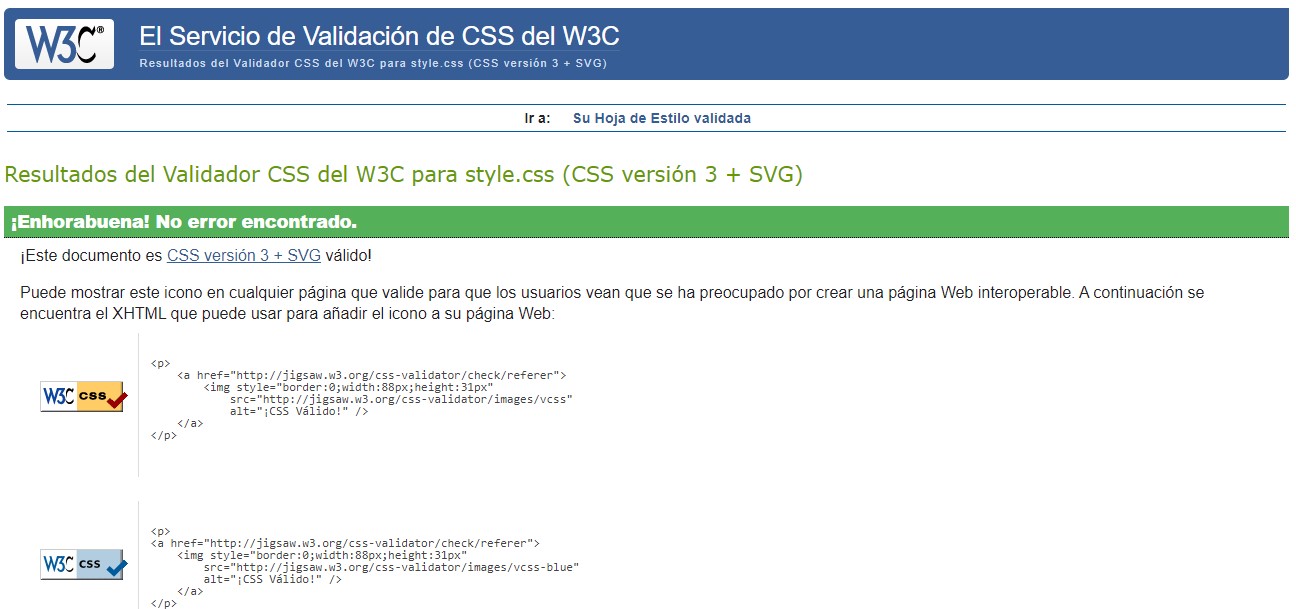 W3C®
El Servicio de Validación de CSS del W3C
Resultados del Validador CSS del W3C para style.css (CSS versión 3 + SVG)
Ir a: Su Hoja de Estilo validada
Resultados del Validador CSS del W3C para style.css (CSS versión 3 + SVG)
¡Enhorabuena! No error encontrado.
¡Este documento es CSS versión 3 + SVG válido!
Puede mostrar este icono en cualquier página que valide para que los usuarios vean que se ha preocupado por crear una página Web interoperable. A continuación se
encuentra el XHTML que puede usar para añadir el icono a su página Web:
W3C css
<p>
    <a href="http://jigsaw.w3.org/css-validator/check/referer">
        <img style="border:0;width:88px;height:31px"
            src="http://jigsaw.w3.org/css-validator/images/vcss"
            alt="¡CSS Válido!" />
    </a>
</p>
W3C css
<p>
<a href="http://jigsaw.w3.org/css-validator/check/referer">
    <img style="border:0;width:88px;height:31px"
        src="http://jigsaw.w3.org/css-validator/images/vcss-blue"
        alt="¡CSS Válido!" />
    </a>
</p>